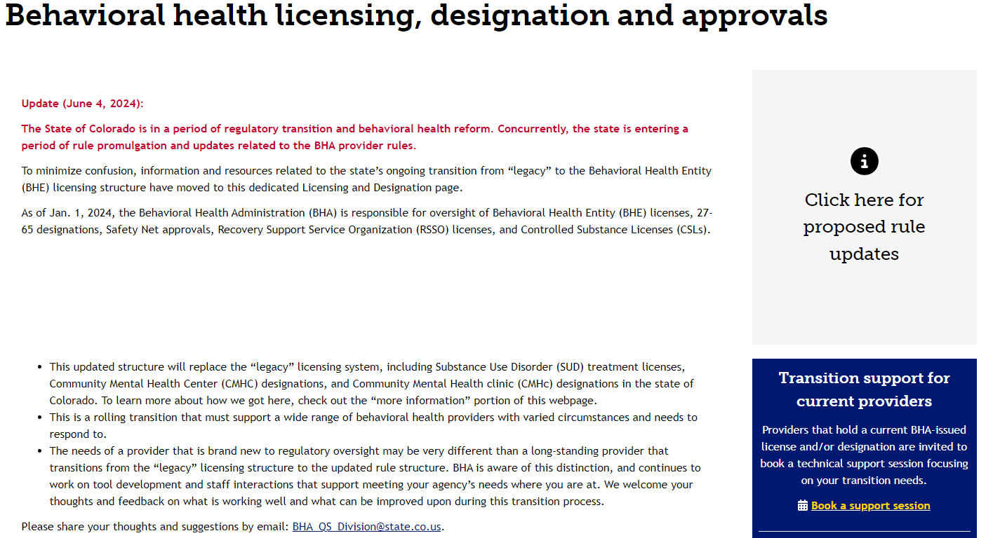 Behavioral health licensing, designation and approvals
Update (June 4, 2024):
The State of Colorado is in a period of regulatory transition and behavioral health reform. Concurrently, the state is entering a
period of rule promulgation and updates related to the BHA provider rules.
To minimize confusion, information and resources related to the state’s ongoing transition from “legacy” to the Behavioral Health Entity
(BHE) licensing structure have moved to this dedicated Licensing and Designation page.
As of Jan. 1, 2024, the Behavioral Health Administration (BHA) is responsible for oversight of Behavioral Health Entity (BHE) licenses, 27-
65 designations, Safety Net approvals, Recovery Support Service Organization (RSSO) licenses, and Controlled Substance Licenses (CSLs).
Click here for
proposed rule
updates
• This updated structure will replace the “legacy” licensing system, including Substance Use Disorder (SUD) treatment licenses,
Community Mental Health Center (CMHC) designations, and Community Mental Health clinic (CMHc) designations in the state of
Colorado. To learn more about how we got here, check out the “more information” portion of this webpage.
• This is a rolling transition that must support a wide range of behavioral health providers with varied circumstances and needs to
respond to.
• The needs of a provider that is brand new to regulatory oversight may be very different than a long-standing provider that
transitions from the “legacy” licensing structure to the updated rule structure. BHA is aware of this distinction, and continues to
work on tool development and staff interactions that support meeting your agency’s needs where you are at. We welcome your
thoughts and feedback on what is working well and what can be improved upon during this transition process.
Please share your thoughts and suggestions by email: BHA_QS_Division@state.co.us.
Transition support for
current providers
Providers that hold a current BHA-issued
license and/or designation are invited to
book a technical support session focusing
on your transition needs.
Book a support session